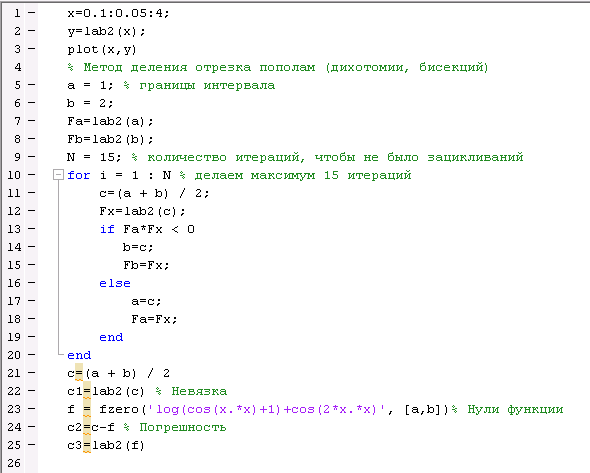 1 – x=0.1:0.05:4;
2 – y=lab2(x);
3 – plot(x,y)
4 – % Метод деления отрезка пополам (дихотомии, бисекций)
5 – a = 1; % границы интервала
6 – b = 2;
7 – Fa=lab2(a);
8 – Fb=lab2(b);
9 – N = 15; % количество итераций, чтобы не было зацикливаний
10 – for i = 1 : N % делаем максимум 15 итераций
11 – c=(a + b) / 2;
12 – Fx=lab2(c);
13 – if Fa*Fx < 0
14 – b=c;
15 – Fb=Fx;
16 – else
17 – a=c;
18 – Fa=Fx;
19 – end
20 – end
21 – c=(a + b) / 2
22 – c1=lab2(c) % Невязка
23 – f = fzero('log(cos(x.*x)+1)+cos(2*x.*x)', [a,b])% Нули функции
24 – c2=c-f % Погрешность
25 – c3=lab2(f)
26